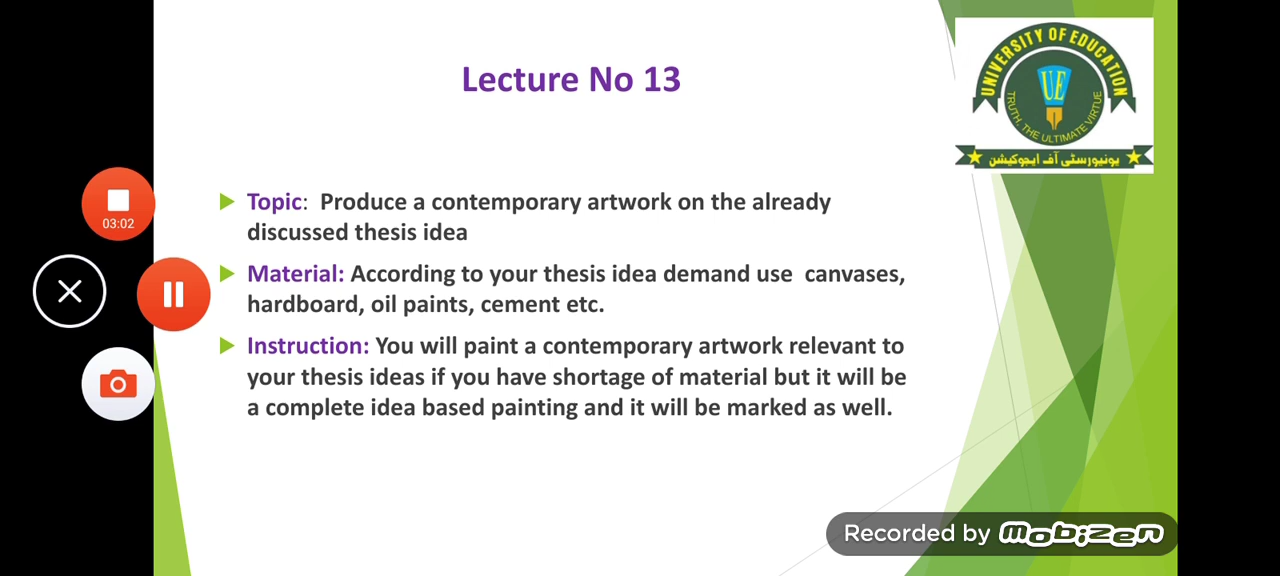 Lecture No 13
UNIVERSITY OF EDUCATION
UE
TRUTH, THE ULTIMATE VIRTUE
یونیورسٹی آف ایجوکیشن
03:02
Topic: Produce a contemporary artwork on the already
discussed thesis idea
Material: According to your thesis idea demand use canvases,
hardboard, oil paints, cement etc.
Instruction: You will paint a contemporary artwork relevant to
your thesis ideas if you have shortage of material but it will be
a complete idea based painting and it will be marked as well.
Recorded by Mobizen